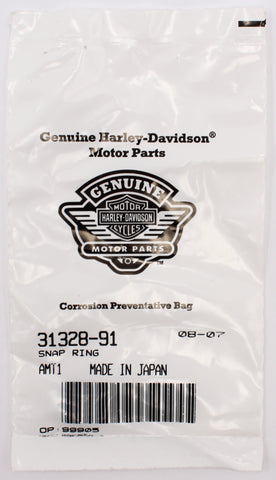 Genuine Harley-Davidson®
Motor Parts
GENUINE
MOTOR
HARLEY-DAVIDSON
CYCLES
MOTOR PARTS
TM
Corrosion Preventative Bag
31328-91 08-07
SNAP RING
AMT1 MADE IN JAPAN
OP: 99905